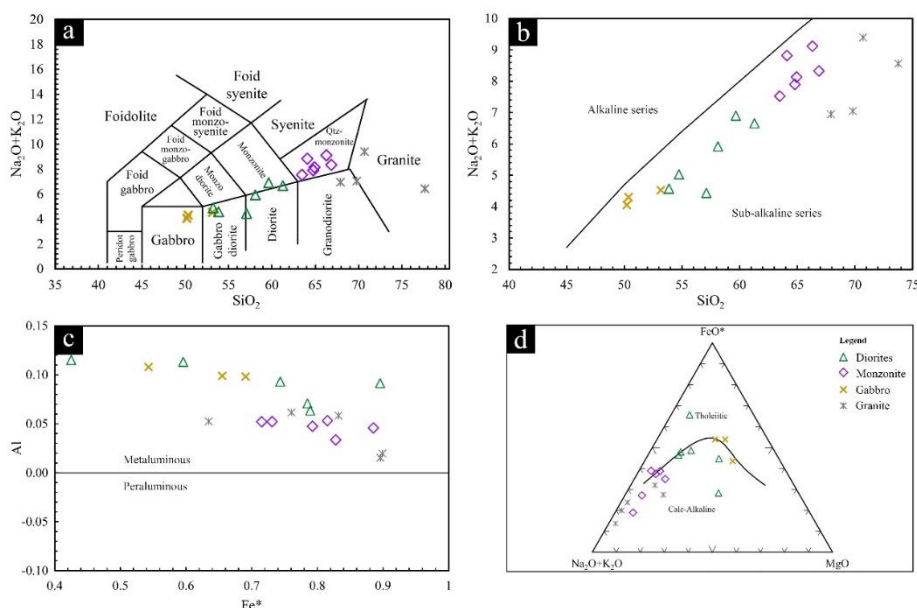 a
Na₂O+K₂O
20
18
16
14
12
10
8
6
4
2
0
Foidolite
Foid
syenite
Foid
monzo-
syenite
Syenite
Foid
monzo-
gabbro
Foid
gabbro
Monzo
diorite
Monzonite
Qtz-
monzonite
Granite
Peridot
gabbro
Gabbro
Gabbro
diorite
Diorite
Granodiorite
35 40 45 50 55 60 65 70 75 80
SiO₂
b
Na₂O+K₂O
10
9
8
7
6
5
4
3
2
Alkaline series
Sub-alkaline series
40 45 50 55 60 65 70 75
SiO₂
c
Al
0.15
0.10
0.05
0.00
-0.05
-0.10
Metaluminous
Peraluminous
0.4 0.5 0.6 0.7 0.8 0.9 1
Fe*
d
FeO*
Legend
Diorites
Monzonite
Gabbro
Granite
Tholeiitic
Calc-Alkaline
Na₂O+K₂O
MgO